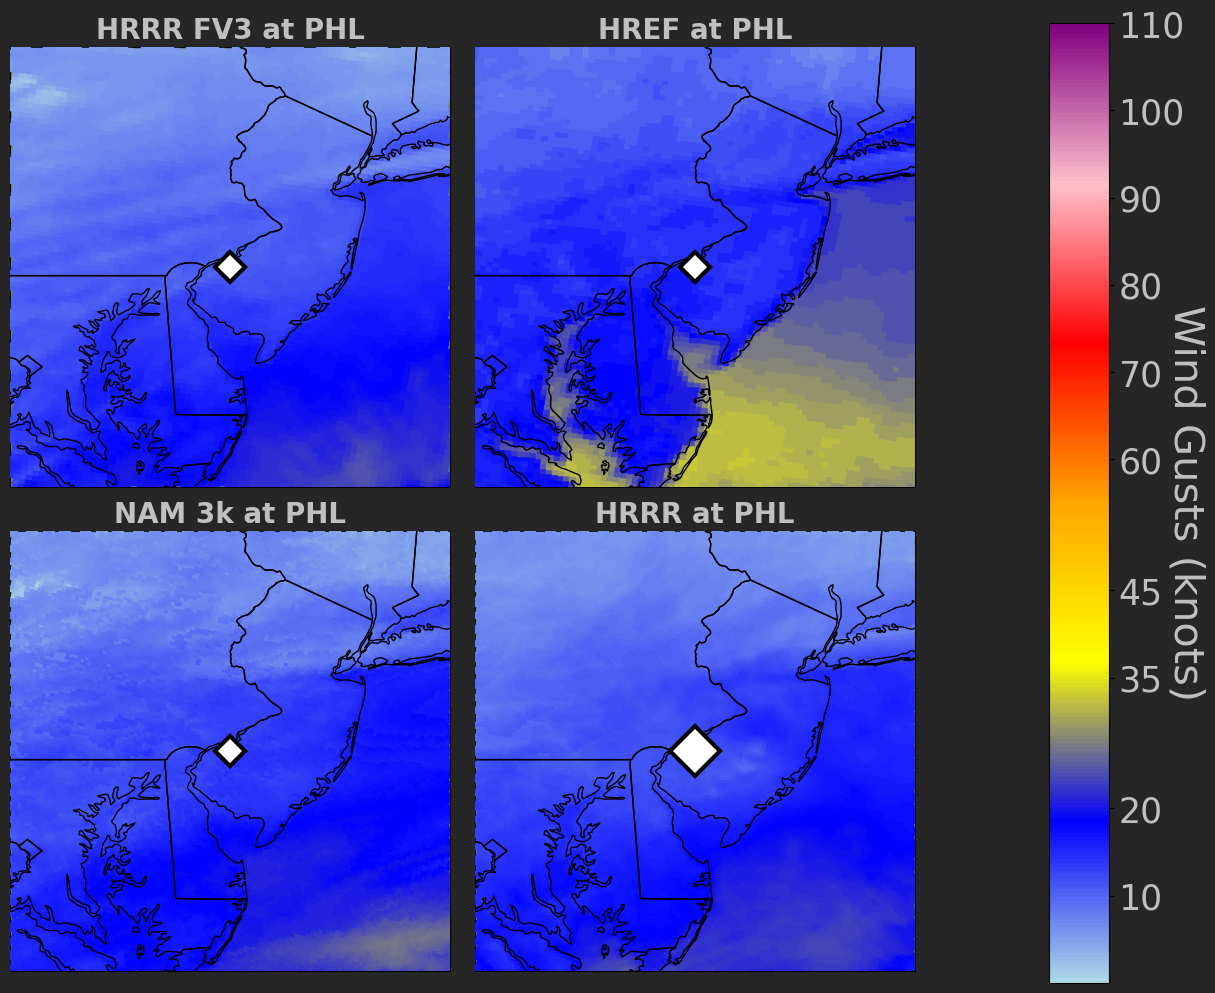 HRRR FV3 at PHL
HREF at PHL
NAM 3k at PHL
HRRR at PHL
110
100
90
80
70
60
45
35
20
10
Wind Gusts (knots)